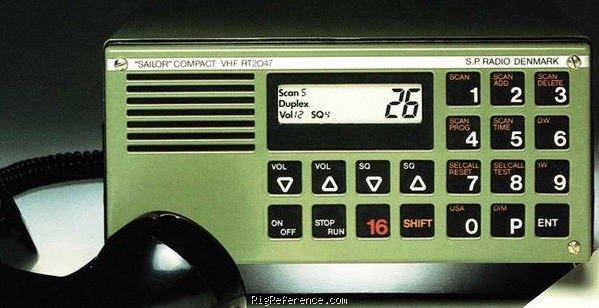 "SAILOR" COMPACT VHF RT2047
S.P. RADIO DENMARK
Scan 5
Duplex
Vol 12 SQ 4
26
SCAN
1
SCAN ADD
2
SCAN DELETE
3
SCAN PROG
4
SCAN TIME
5
D.W.
6
VOL
VOL
SQ
SQ
SELCALL RESET
7
SELCALL TEST
8
1W
9
ON OFF
STOP RUN
16
SHIFT
USA
0
DIM
P
ENT
RigReference.com